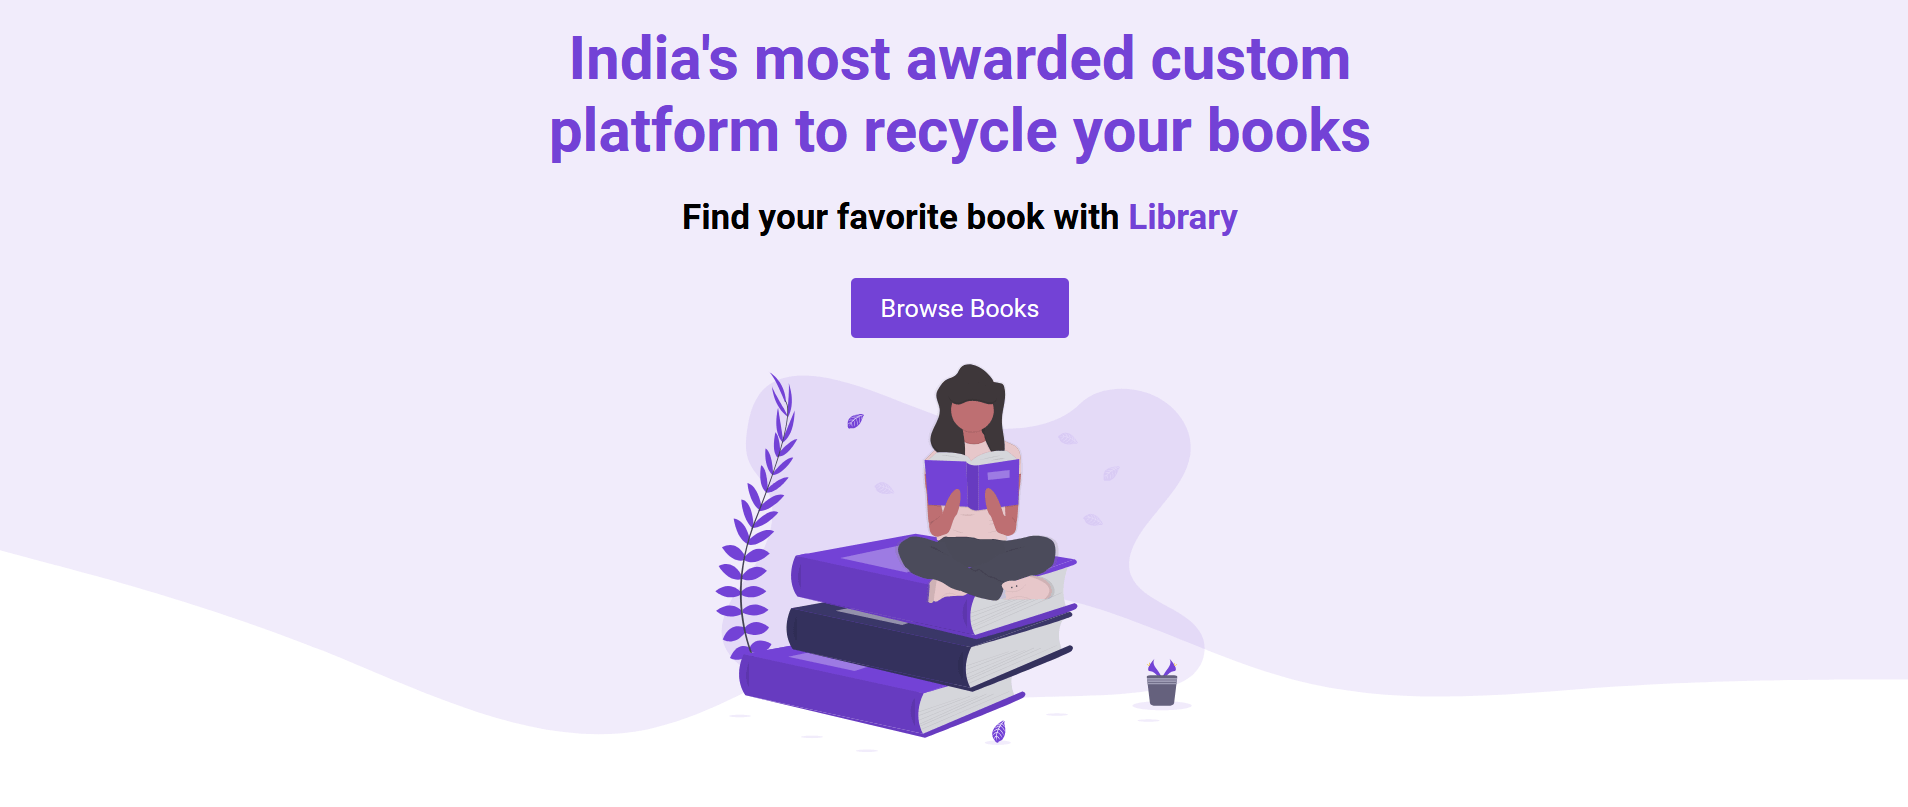 India's most awarded custom
platform to recycle your books
Find your favorite book with Library
Browse Books